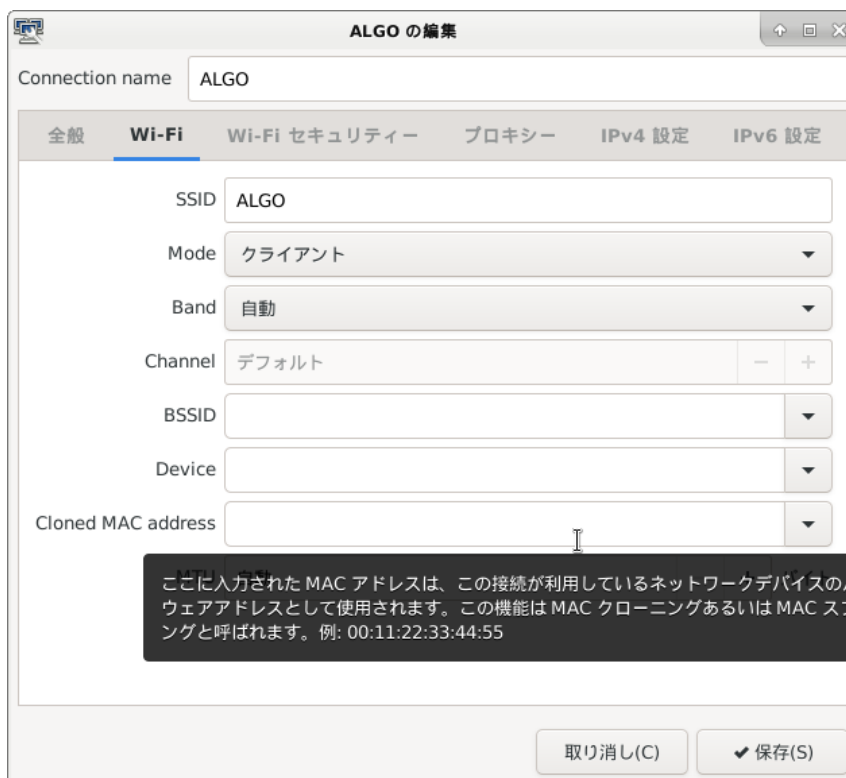 ALGO の編集
Connection name ALGO
全般 Wi-Fi Wi-Fi セキュリティー プロキシー IPv4 設定 IPv6 設定
SSID ALGO
Mode クライアント
Band 自動
Channel デフォルト − +
BSSID
Device
Cloned MAC address
MTU 自動
ここに入力された MAC アドレスは、この接続が利用しているネットワークデバイスの
ウェアアドレスとして使用されます。この機能は MAC クローニングあるいは MAC ス
ングと呼ばれます。例: 00:11:22:33:44:55
取り消し(C) ✔ 保存(S)